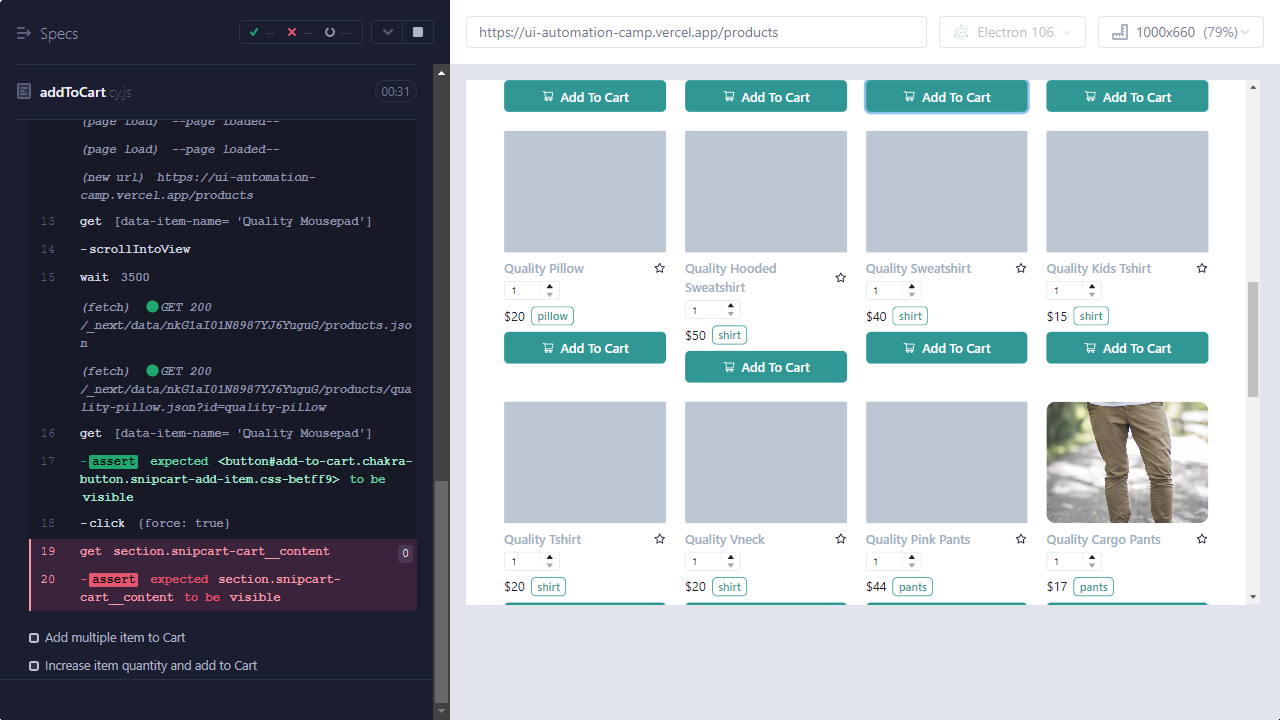 Specs
--
--
--
addToCart.cy.js
00:31
(page load) --page loaded--
(page load) --page loaded--
(new url) https://ui-automation-
camp.vercel.app/products
13 get [data-item-name= 'Quality Mousepad']
14 -scrollIntoView
15 wait 3500
(fetch) GET 200
/_next/data/nkG1aI01N8987YJ6YuguG/products.jso
n
(fetch) GET 200
/_next/data/nkG1aI01N8987YJ6YuguG/products/qua
lity-pillow.json?id=quality-pillow
16 get [data-item-name= 'Quality Mousepad']
17 -assert expected <button#add-to-cart.chakra-
button.snipcart-add-item.css-betff9> to be
visible
18 -click {force: true}
19 get section.snipcart-cart__content 0
20 -assert expected section.snipcart-
cart__content to be visible
Add multiple item to Cart
Increase item quantity and add to Cart
https://ui-automation-camp.vercel.app/products
Electron 106
1000x660 (79%)
Add To Cart
Add To Cart
Add To Cart
Add To Cart
Quality Pillow
1
$20 pillow
Add To Cart
Quality Hooded
Sweatshirt
1
$50 shirt
Add To Cart
Quality Sweatshirt
1
$40 shirt
Add To Cart
Quality Kids Tshirt
1
$15 shirt
Add To Cart
Quality Tshirt
1
$20 shirt
Quality Vneck
1
$20 shirt
Quality Pink Pants
1
$44 pants
Quality Cargo Pants
1
$17 pants